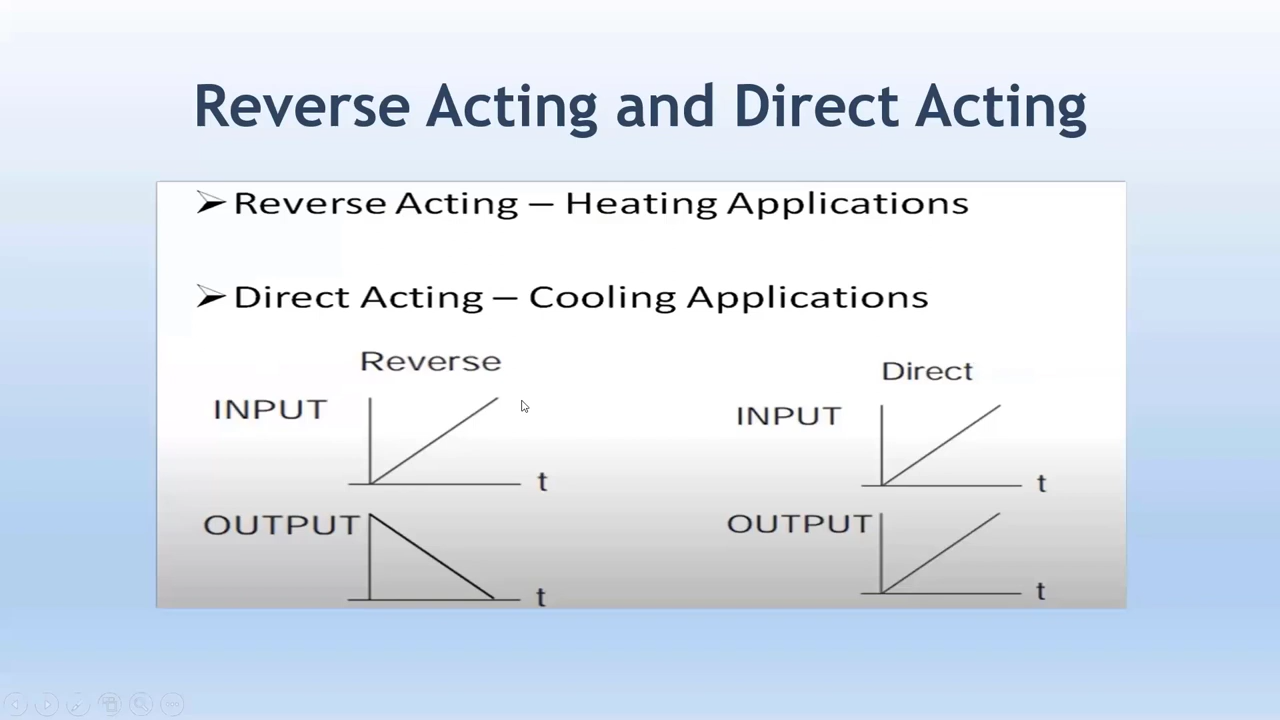 Reverse Acting and Direct Acting
➢Reverse Acting – Heating Applications
➢Direct Acting – Cooling Applications
Reverse
INPUT
t
OUTPUT
t
Direct
INPUT
t
OUTPUT
t